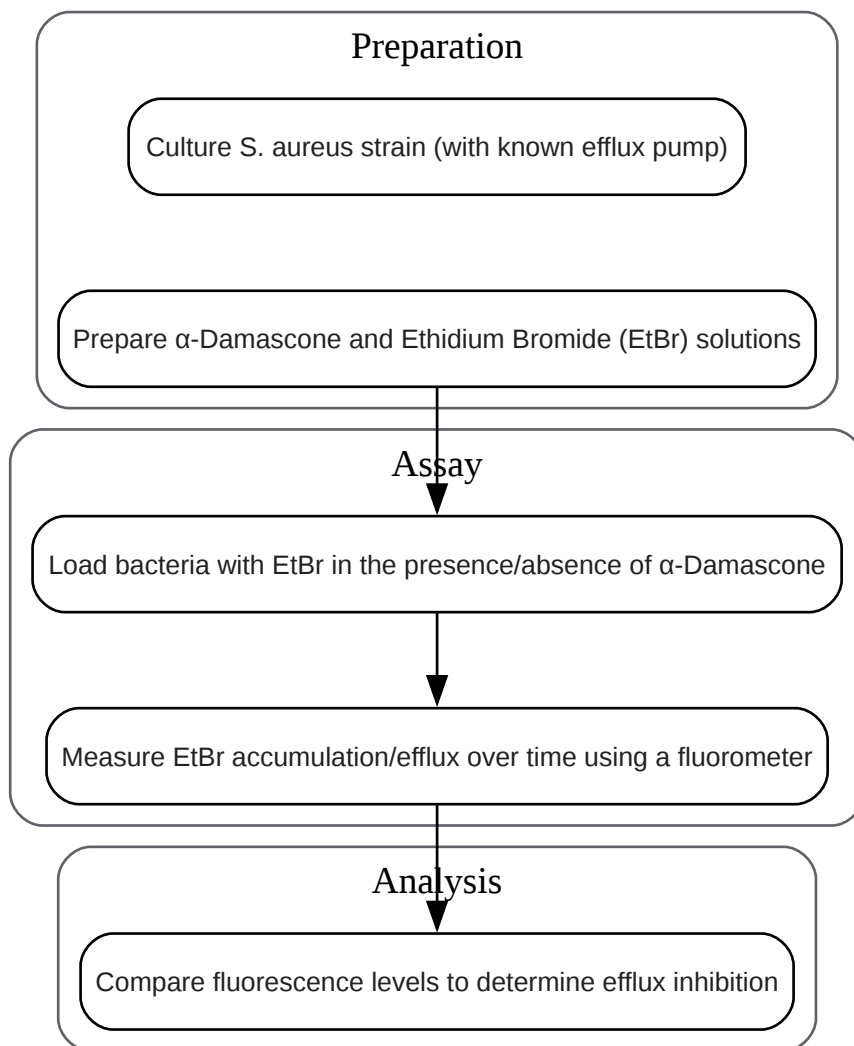 Preparation
Culture S. aureus strain (with known efflux pump)
Prepare α-Damascone and Ethidium Bromide (EtBr) solutions
Assay
Load bacteria with EtBr in the presence/absence of α-Damascone
Measure EtBr accumulation/efflux over time using a fluorometer
Analysis
Compare fluorescence levels to determine efflux inhibition